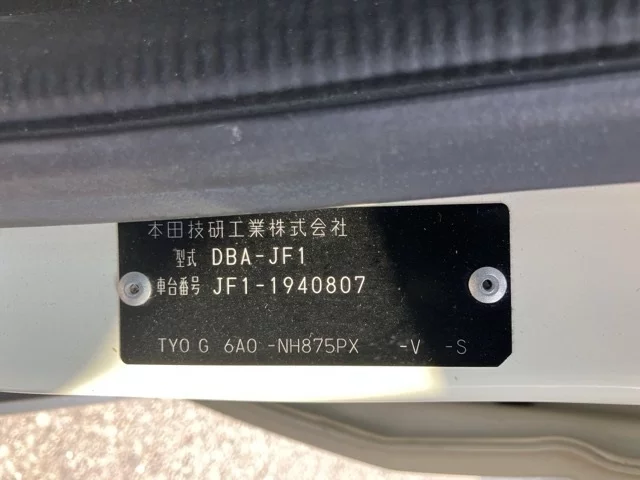 本田技研工業株式会社
型式 DBA-JF1
車台番号 JF1-1940807
TYO G 6A0 -NH875PX -V -S